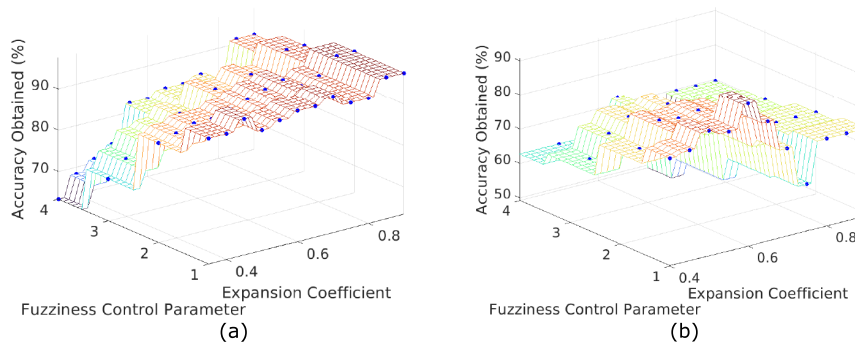 Accuracy Obtained (%)
90
80
70
4
3
2
1
0.4
0.6
0.8
Fuzziness Control Parameter
Expansion Coefficient
(a)
Accuracy Obtained (%)
90
80
70
60
50
4
3
2
1
0.4
0.6
0.8
Fuzziness Control Parameter
Expansion Coefficient
(b)